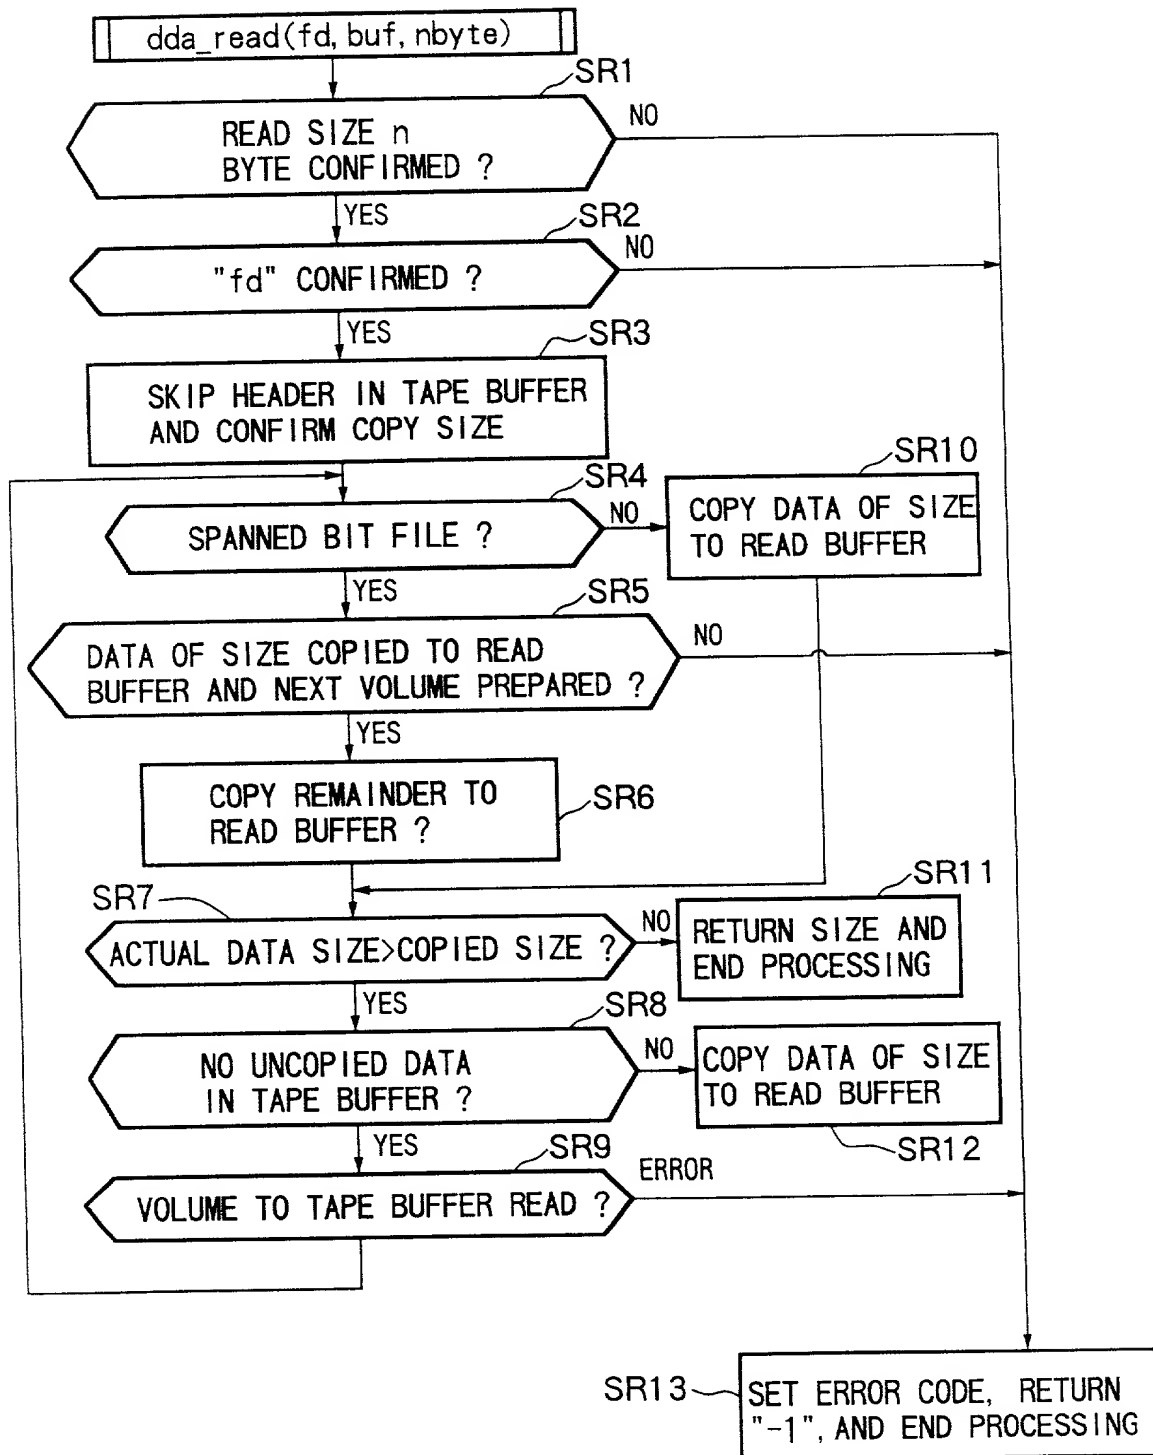 dda_read(fd, buf, nbyte)
SR1
READ SIZE n
BYTE CONFIRMED ?
NO
YES
SR2
"fd" CONFIRMED ?
NO
YES
SR3
SKIP HEADER IN TAPE BUFFER
AND CONFIRM COPY SIZE
SR4
SPANNED BIT FILE ?
NO
SR10
COPY DATA OF SIZE
TO READ BUFFER
YES
SR5
DATA OF SIZE COPIED TO READ
BUFFER AND NEXT VOLUME PREPARED ?
NO
YES
COPY REMAINDER TO
READ BUFFER ?
SR6
SR7
ACTUAL DATA SIZE>COPIED SIZE ?
NO
SR11
RETURN SIZE AND
END PROCESSING
YES
SR8
NO UNCOPIED DATA
IN TAPE BUFFER ?
NO
COPY DATA OF SIZE
TO READ BUFFER
SR12
YES
SR9
VOLUME TO TAPE BUFFER READ ?
ERROR
SR13
SET ERROR CODE, RETURN
"-1", AND END PROCESSING